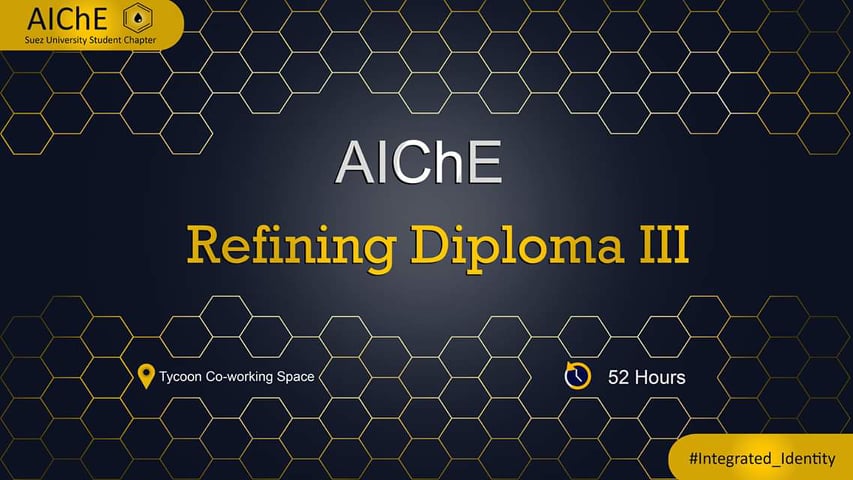 AIChE
Suez University Student Chapter
AIChE
Refining Diploma III
Tycoon Co-working Space
52 Hours
#Integrated_Identity